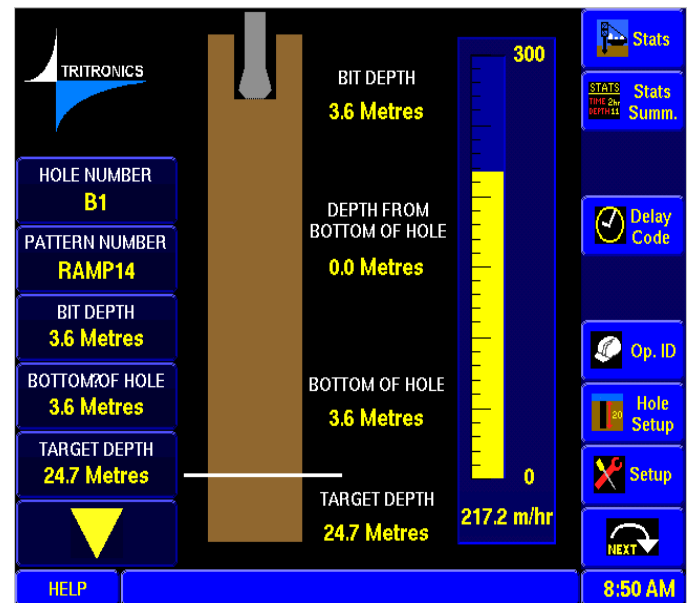 TRITRONICS
HOLE NUMBER
B1
PATTERN NUMBER
RAMP14
BIT DEPTH
3.6 Metres
BOTTOM?OF HOLE
3.6 Metres
TARGET DEPTH
24.7 Metres
HELP
BIT DEPTH
3.6 Metres
DEPTH FROM
BOTTOM OF HOLE
0.0 Metres
BOTTOM OF HOLE
3.6 Metres
TARGET DEPTH
24.7 Metres
300
0
217.2 m/hr
Stats
STATS
TIME 2hr
DEPTH 11
Stats
Summ.
Delay
Code
Op. ID
20
Hole
Setup
Setup
NEXT
8:50 AM